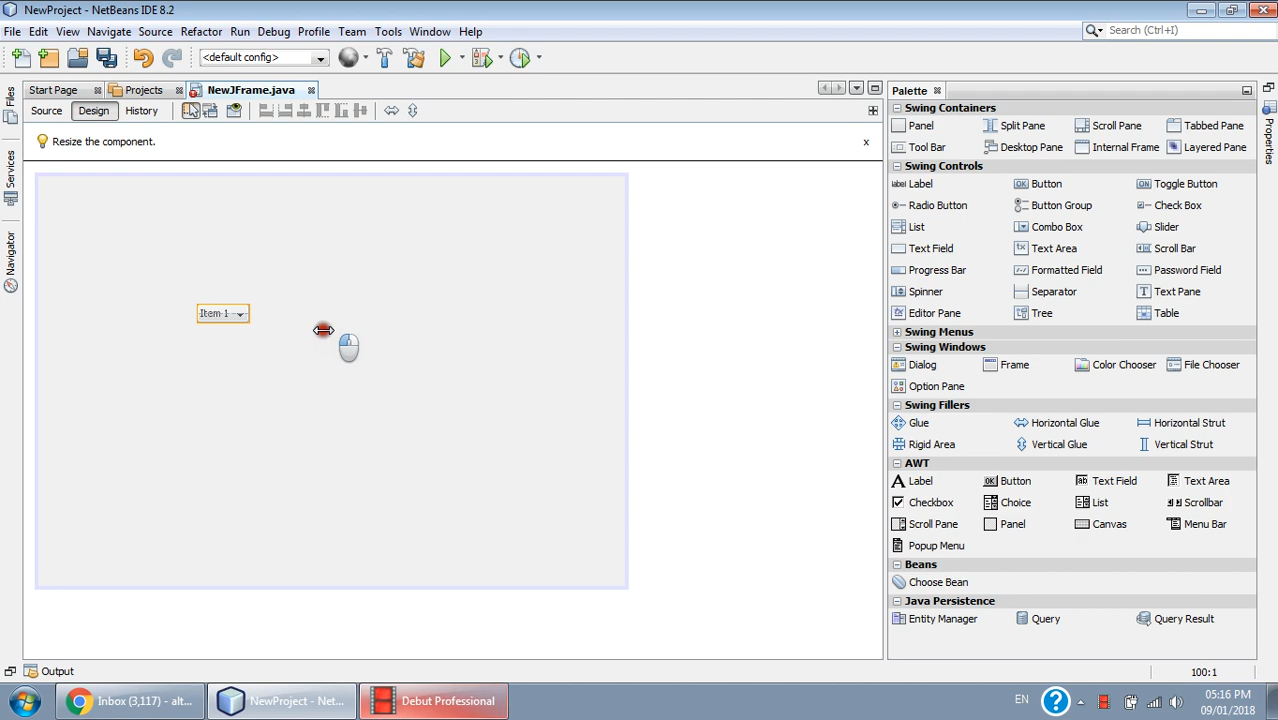 NewProject - NetBeans IDE 8.2
File Edit View Navigate Source Refactor Run Debug Profile Team Tools Window Help
Search (Ctrl+I)
<default config>
Start Page Projects NewJFrame.java
Source Design History
Resize the component.
x
Files
Services
Navigator
Item 1
Palette
Properties
Swing Containers
Panel Split Pane Scroll Pane Tabbed Pane
Tool Bar Desktop Pane Internal Frame Layered Pane
Swing Controls
label Label OK Button ON Toggle Button
Radio Button Button Group Check Box
List Combo Box Slider
Text Field Text Area Scroll Bar
Progress Bar Formatted Field Password Field
Spinner Separator T Text Pane
Editor Pane Tree Table
Swing Menus
Swing Windows
Dialog Frame Color Chooser File Chooser
Option Pane
Swing Fillers
Glue Horizontal Glue Horizontal Strut
Rigid Area Vertical Glue Vertical Strut
AWT
A Label OK Button ab Text Field Text Area
Checkbox Choice List Scrollbar
Scroll Pane Panel Canvas Menu Bar
Popup Menu
Beans
Choose Bean
Java Persistence
Entity Manager Query Query Result
Output
100:1
Inbox (3,117) - alt... NewProject - Net... Debut Professional
EN
05:16 PM
09/01/2018